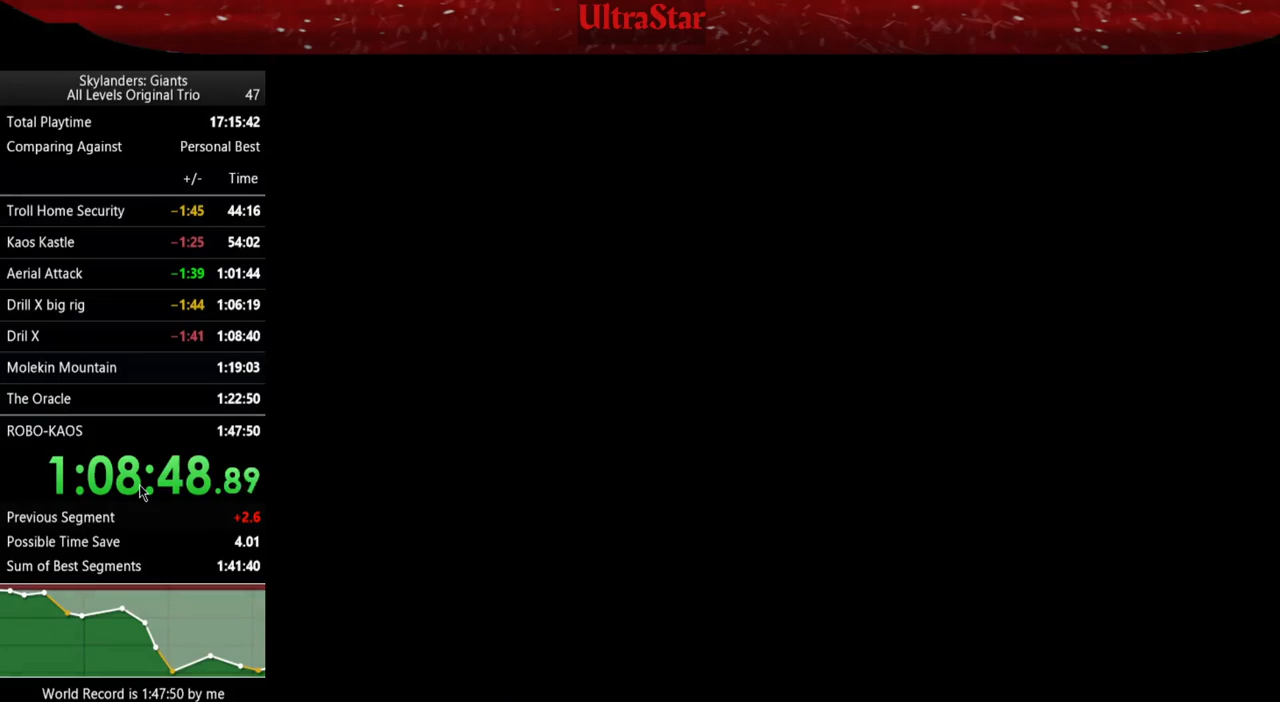 UltraStar
Skylanders: Giants
All Levels Original Trio 47
Total Playtime 17:15:42
Comparing Against Personal Best
+/- Time
Troll Home Security −1:45 44:16
Kaos Kastle −1:25 54:02
Aerial Attack −1:39 1:01:44
Drill X big rig −1:44 1:06:19
Dril X −1:41 1:08:40
Molekin Mountain 1:19:03
The Oracle 1:22:50
ROBO-KAOS 1:47:50
1:08:48.89
Previous Segment +2.6
Possible Time Save 4.01
Sum of Best Segments 1:41:40
World Record is 1:47:50 by me